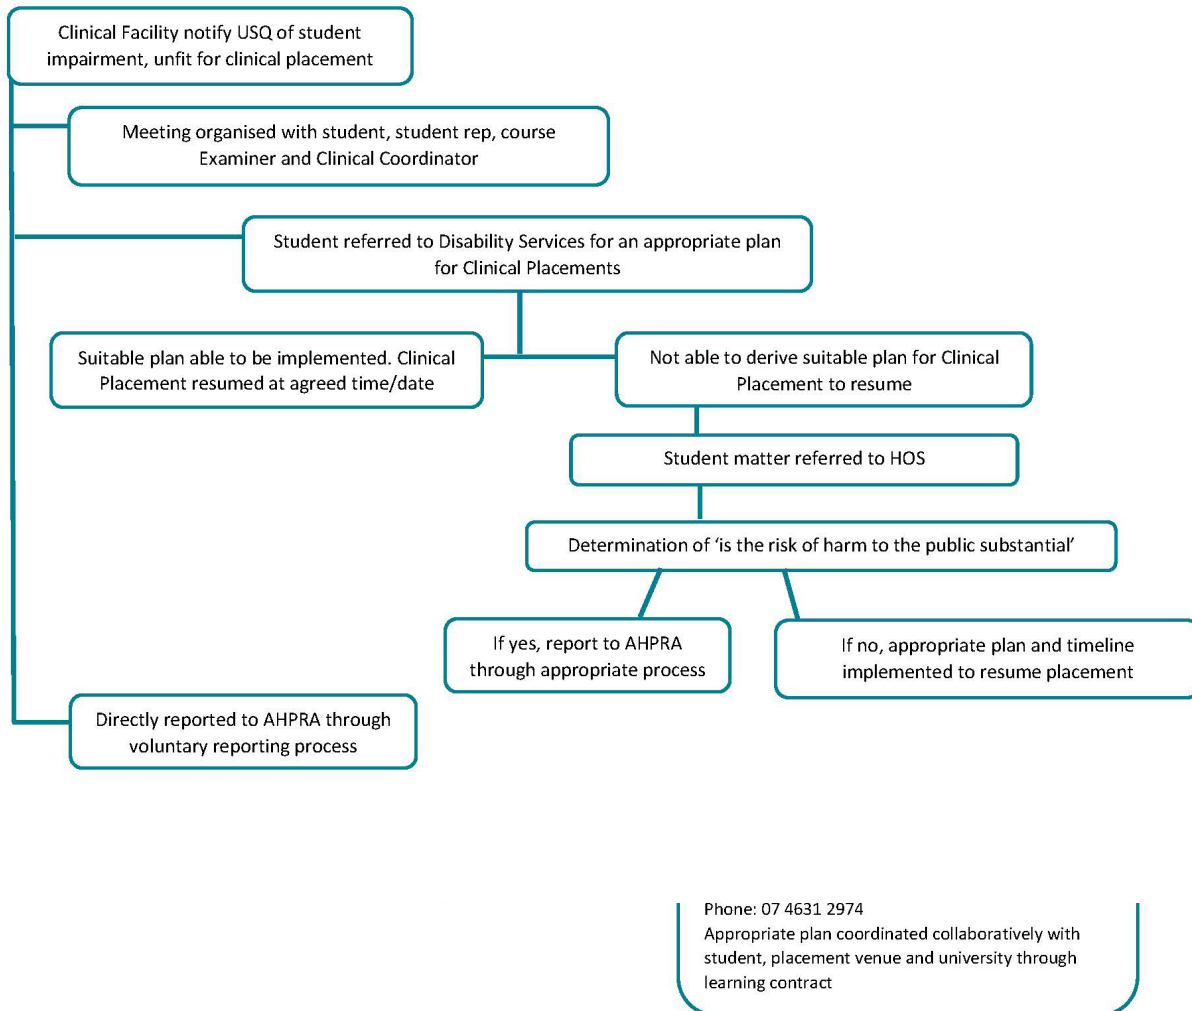 Clinical Facility notify USQ of student
impairment, unfit for clinical placement
Meeting organised with student, student rep, course
Examiner and Clinical Coordinator
Student referred to Disability Services for an appropriate plan
for Clinical Placements
Suitable plan able to be implemented. Clinical
Placement resumed at agreed time/date
Not able to derive suitable plan for Clinical
Placement to resume
Student matter referred to HOS
Determination of ‘is the risk of harm to the public substantial’
If yes, report to AHPRA
through appropriate process
If no, appropriate plan and timeline
implemented to resume placement
Directly reported to AHPRA through
voluntary reporting process
Phone: 07 4631 2974
Appropriate plan coordinated collaboratively with
student, placement venue and university through
learning contract